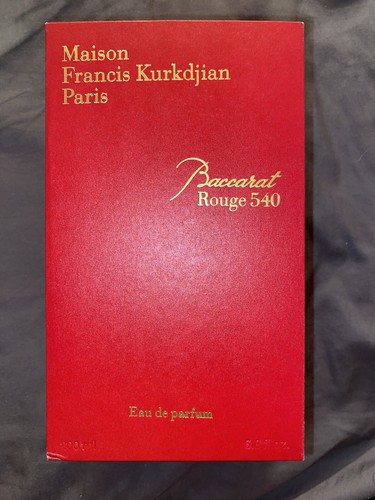 Maison
Francis Kurkdjian
Paris
Baccarat
Rouge 540
Eau de parfum